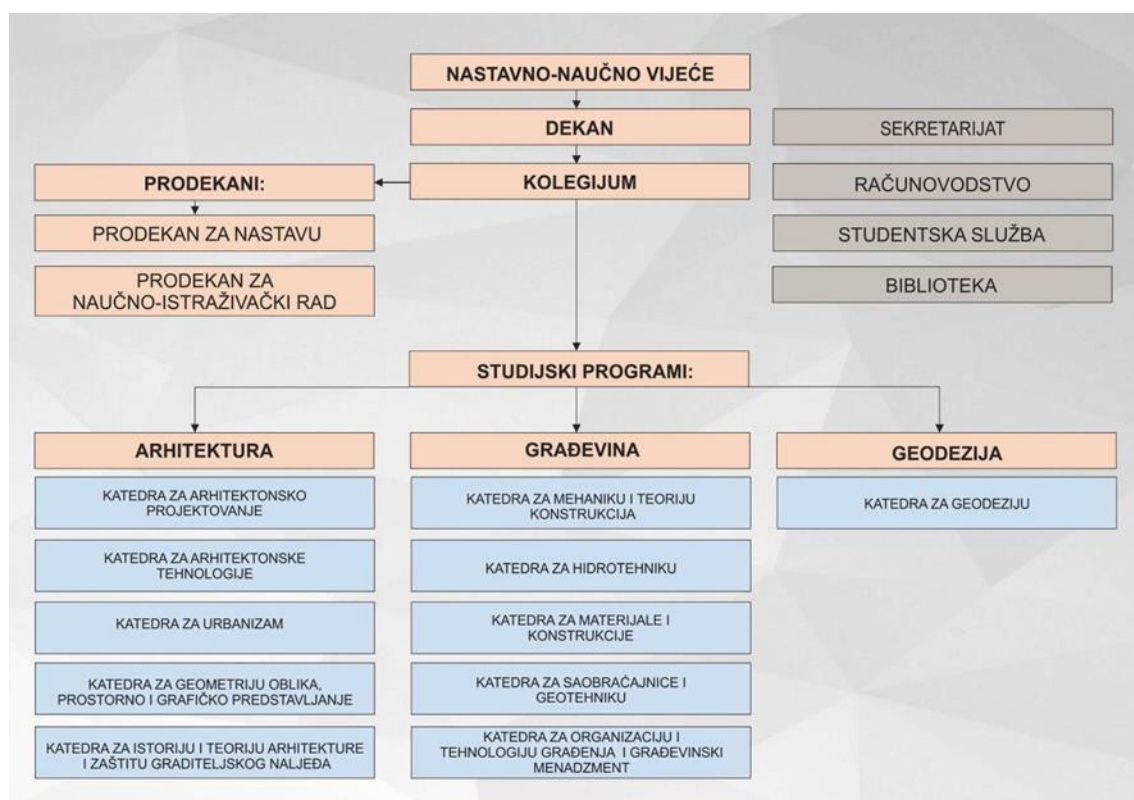 NASTAVNO-NAUČNO VIJEĆE
DEKAN
KOLEGIJUM
PRODEKANI:
PRODEKAN ZA NASTAVU
PRODEKAN ZA
NAUČNO-ISTRAŽIVAČKI RAD
SEKRETARIJAT
RAČUNOVODSTVO
STUDENTSKA SLUŽBA
BIBLIOTEKA
STUDIJSKI PROGRAMI:
ARHITEKTURA
KATEDRA ZA ARHITEKTONSKO
PROJEKTOVANJE
KATEDRA ZA ARHITEKTONSKE
TEHNOLOGIJE
KATEDRA ZA URBANIZAM
KATEDRA ZA GEOMETRIJU OBLIKA,
PROSTORNO I GRAFIČKO PREDSTAVLJANJE
KATEDRA ZA ISTORIJU I TEORIJU ARHITEKTURE
I ZAŠTITU GRADITELJSKOG NALJEĐA
GRAĐEVINA
KATEDRA ZA MEHANIKU I TEORIJU
KONSTRUKCIJA
KATEDRA ZA HIDROTEHNIKU
KATEDRA ZA MATERIJALE I
KONSTRUKCIJE
KATEDRA ZA SAOBRAĆAJNICE I
GEOTEHNIKU
KATEDRA ZA ORGANIZACIJU I
TEHNOLOGIJU GRAĐENJA I GRAĐEVINSKI
MENADZMENT
GEODEZIJA
KATEDRA ZA GEODEZIJU